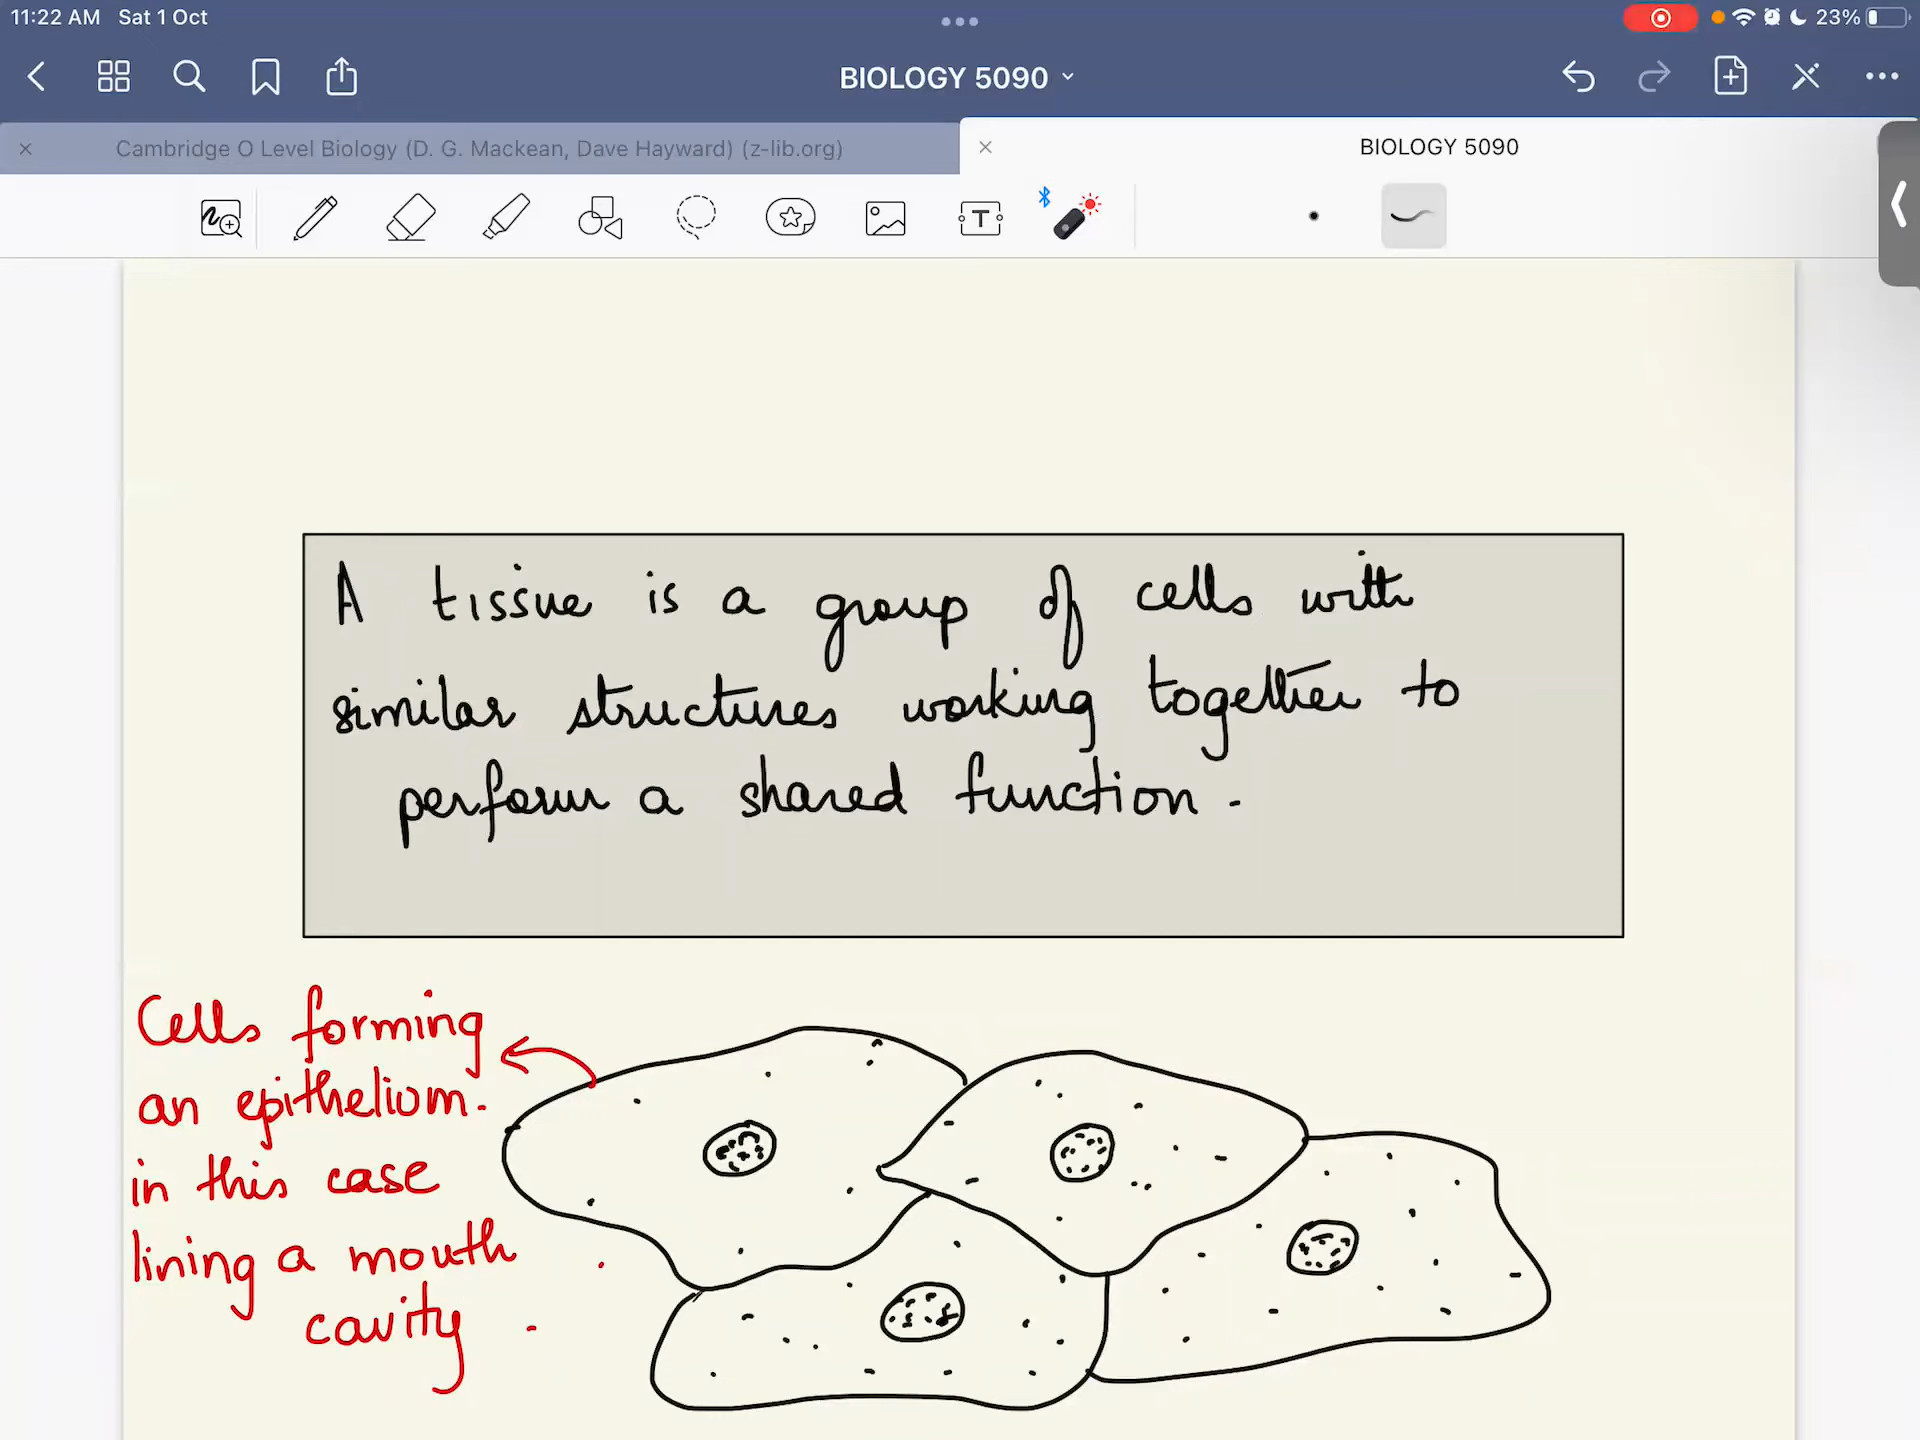 11:22 AM Sat 1 Oct
23%
BIOLOGY 5090
Cambridge O Level Biology (D. G. Mackean, Dave Hayward) (z-lib.org)
BIOLOGY 5090
T
A tissue is a group of cells with
similar structures working together to
perform a shared function.
Cells forming
an epithelium.
in this case
lining a mouth
cavity.